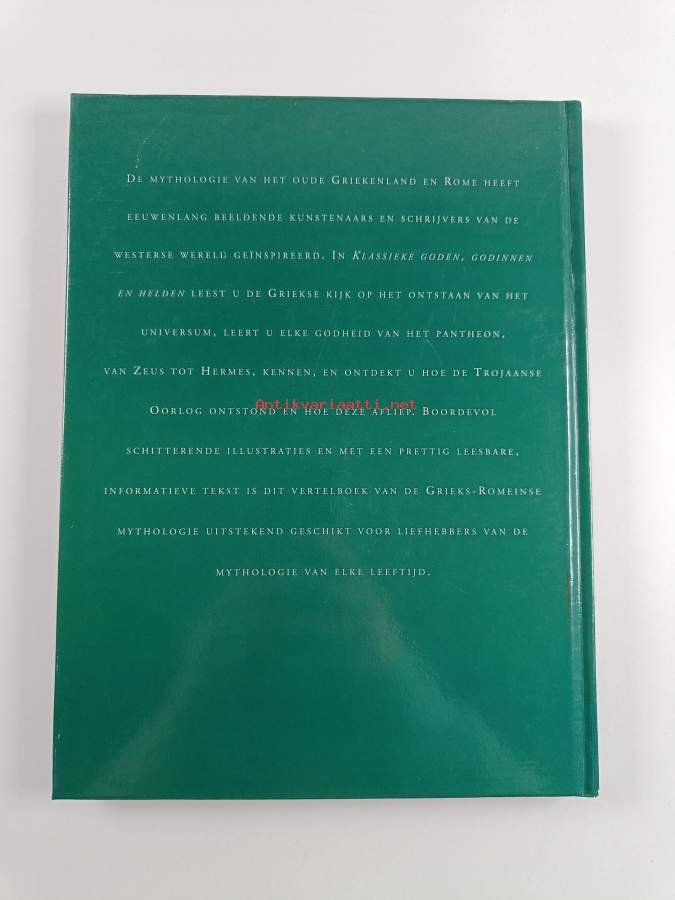 De mythologie van het oude Griekenland en Rome heeft
eeuwenlang beeldende kunstenaars en schrijvers van de
westerse wereld geïnspireerd. In Klassieke goden, godinnen
en helden leest u de Griekse kijk op het ontstaan van het
universum, leert u elke godheid van het pantheon,
van Zeus tot Hermes, kennen, en ontdekt u hoe de Trojaanse
Antikvariaatti.net
Oorlog ontstond en hoe deze afliep. Boordevol
schitterende illustraties en met een prettig leesbare,
informatieve tekst is dit vertelboek van de Grieks-Romeinse
mythologie uitstekend geschikt voor liefhebbers van de
mythologie van elke leeftijd.